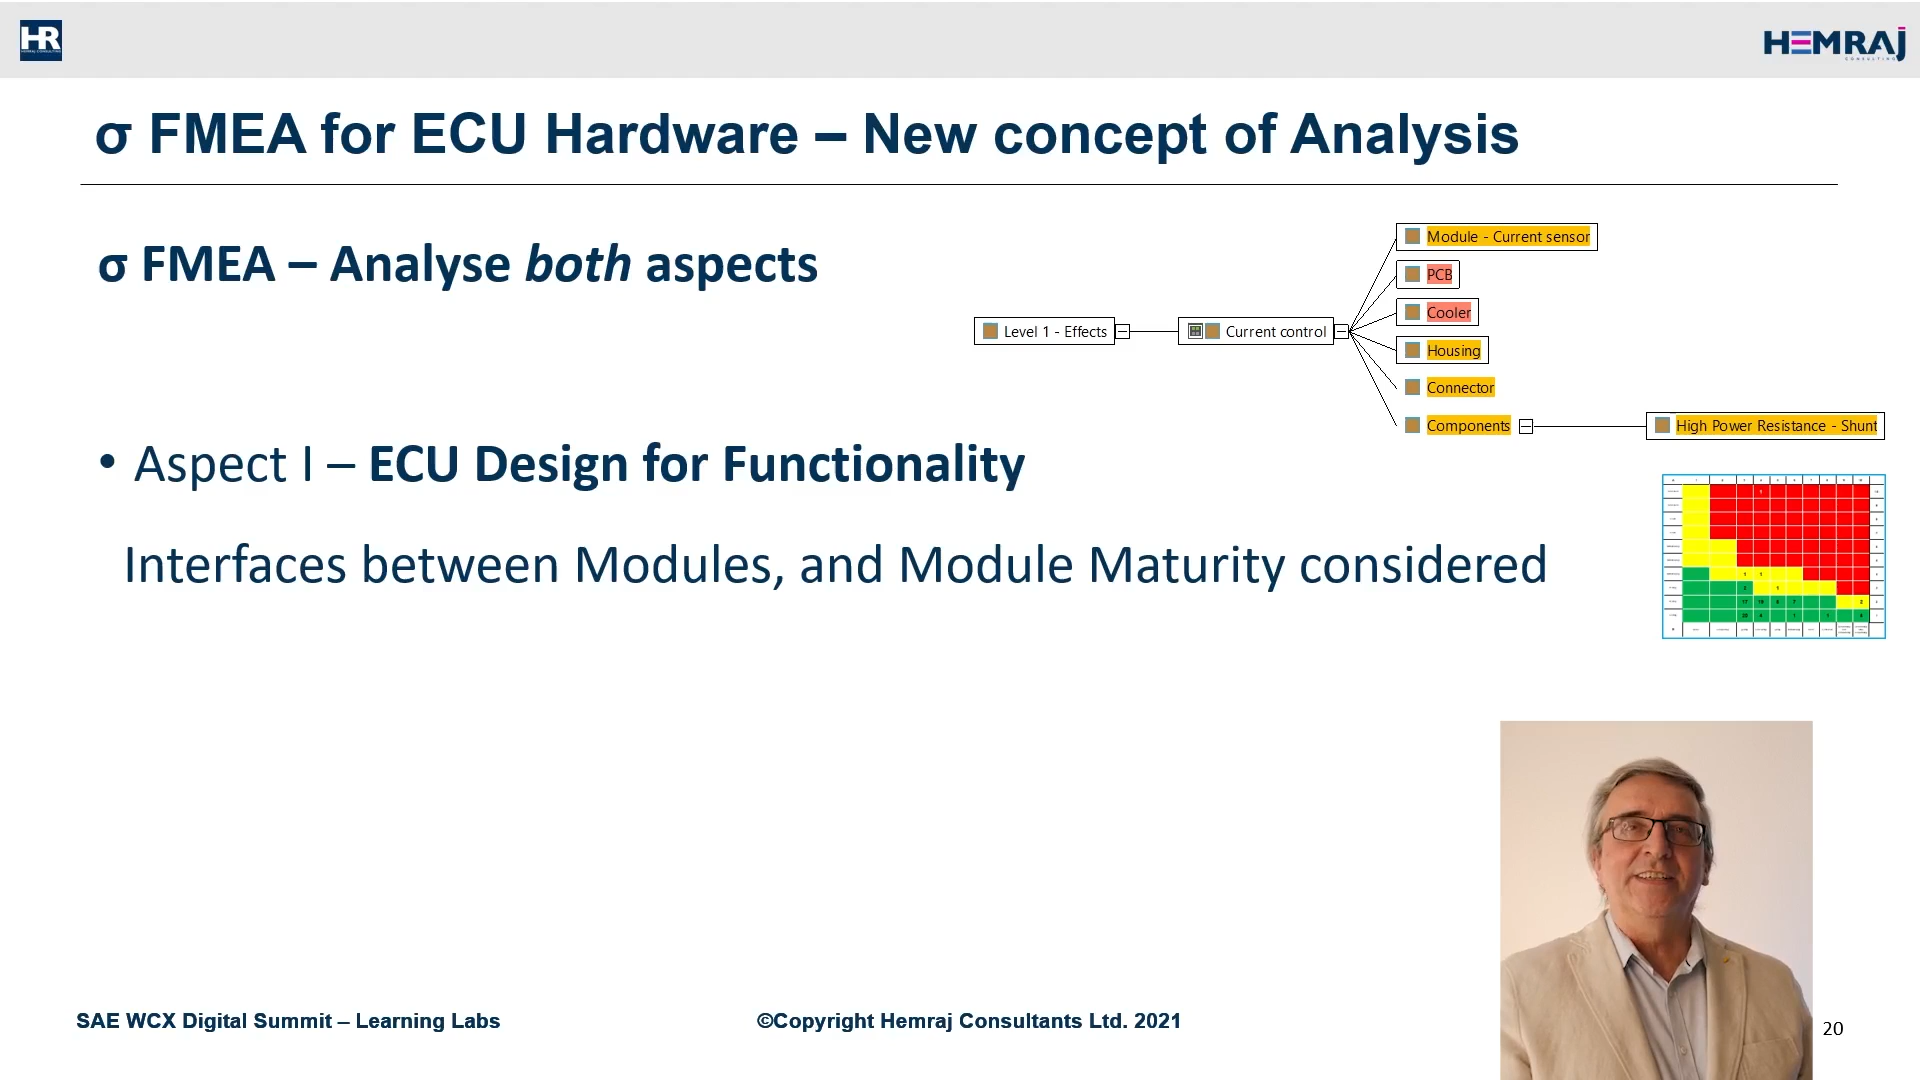 HR
HEMRAJ
CONSULTING
σ FMEA for ECU Hardware – New concept of Analysis
σ FMEA – Analyse both aspects
Module - Current sensor
PCB
Cooler
Level 1 - Effects
Current control
Housing
Connector
Components
High Power Resistance - Shunt
• Aspect I – ECU Design for Functionality
Interfaces between Modules, and Module Maturity considered
SAE WCX Digital Summit – Learning Labs
©Copyright Hemraj Consultants Ltd. 2021
20